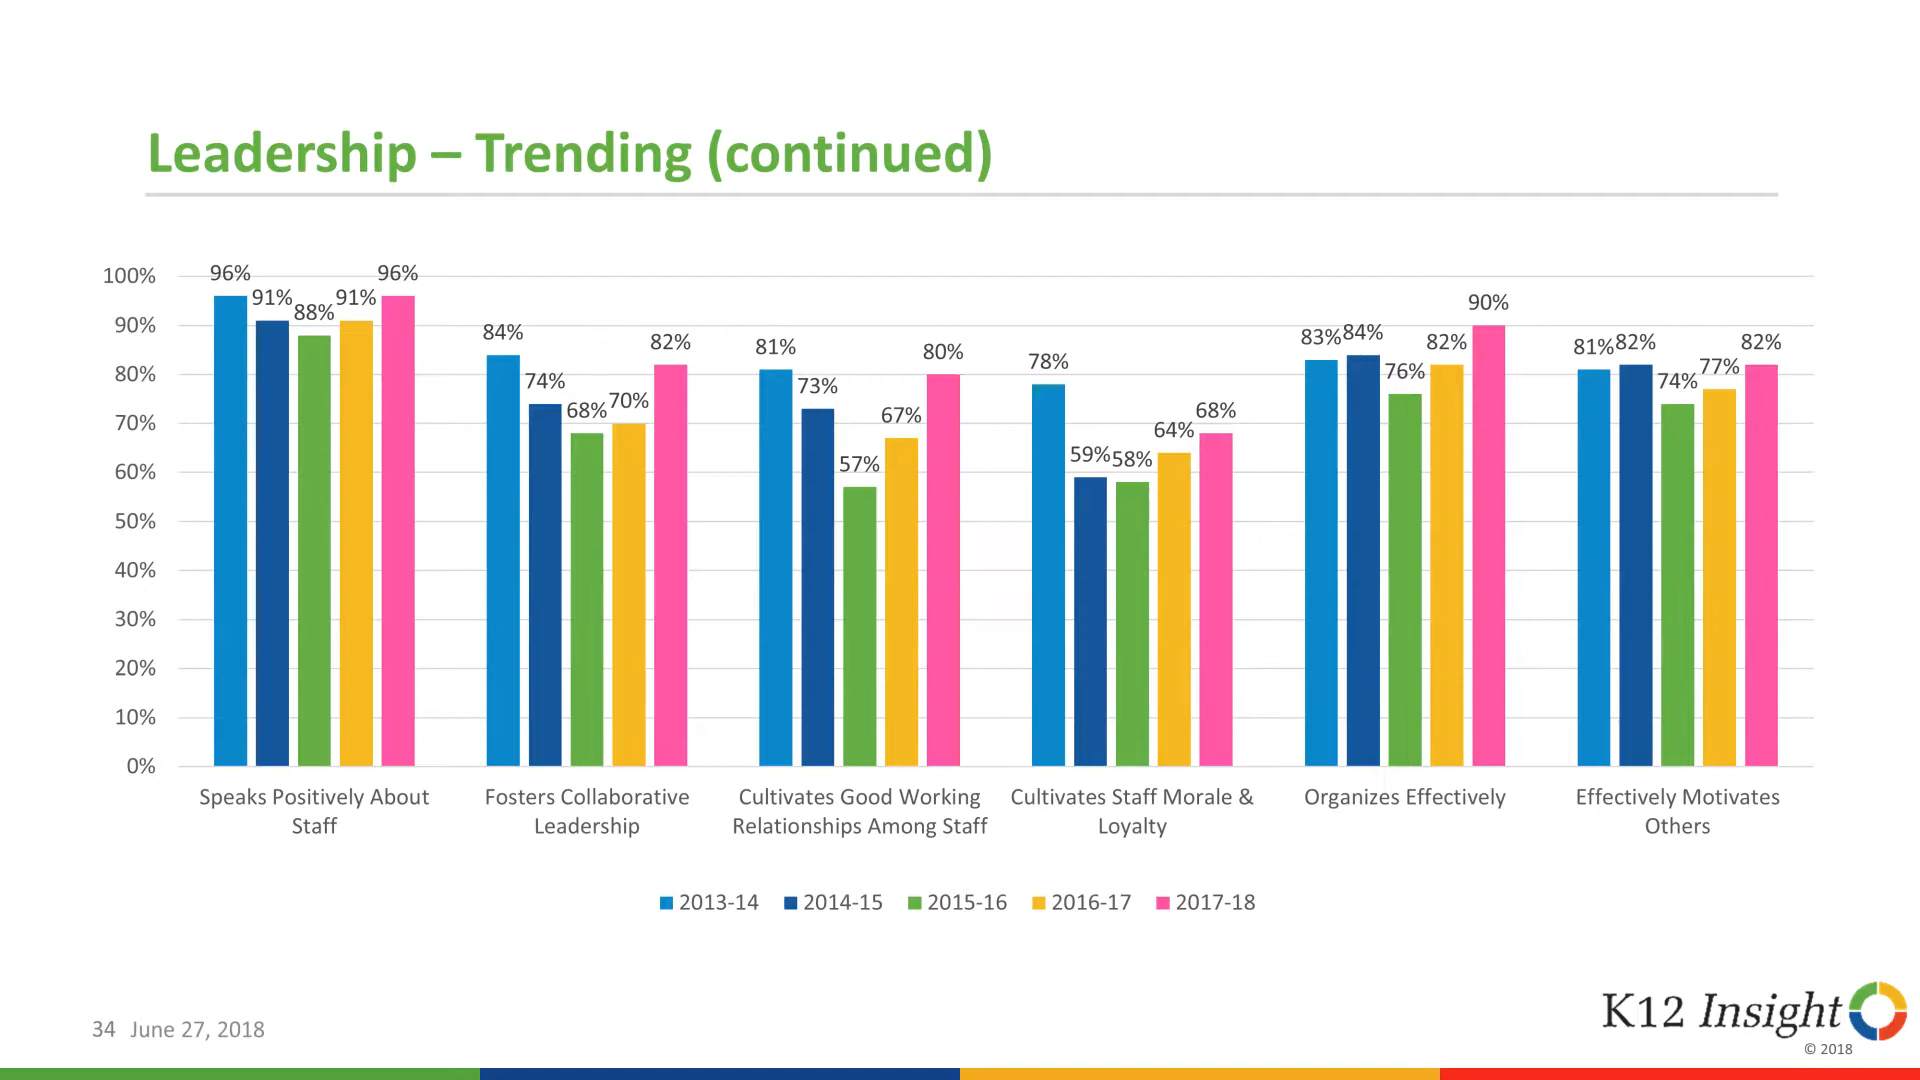 Leadership – Trending (continued)
100%
90%
80%
70%
60%
50%
40%
30%
20%
10%
0%
96% 91% 88% 91% 96%
84% 74% 68% 70% 82%
81% 73% 57% 67% 80%
78% 59% 58% 64% 68%
83% 84% 76% 82% 90%
81% 82% 74% 77% 82%
Speaks Positively About
Staff
Fosters Collaborative
Leadership
Cultivates Good Working
Relationships Among Staff
Cultivates Staff Morale &
Loyalty
Organizes Effectively
Effectively Motivates
Others
2013-14 2014-15 2015-16 2016-17 2017-18
34 June 27, 2018
K12 Insight
© 2018